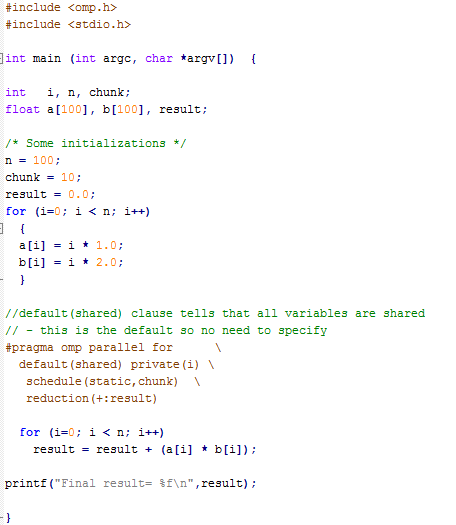 #include <omp.h>
#include <stdio.h>
int main (int argc, char *argv[])  {
int   i, n, chunk;
float a[100], b[100], result;
/* Some initializations */
n = 100;
chunk = 10;
result = 0.0;
for (i=0; i < n; i++)
  {
  a[i] = i * 1.0;
  b[i] = i * 2.0;
  }
//default(shared) clause tells that all variables are shared
// - this is the default so no need to specify
#pragma omp parallel for      \
  default(shared) private(i) \
   schedule(static,chunk)  \
   reduction(+:result)
  for (i=0; i < n; i++)
    result = result + (a[i] * b[i]);
printf("Final result= %f\n",result);
}